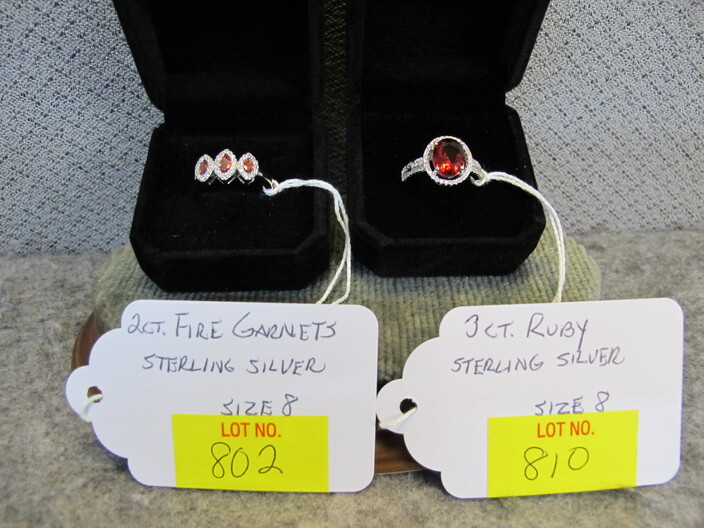 2CT. FIRE GARNETS
STERLING SILVER
SIZE 8
LOT NO.
802
3 CT. RUBY
STERLING SILVER
SIZE 8
LOT NO.
810